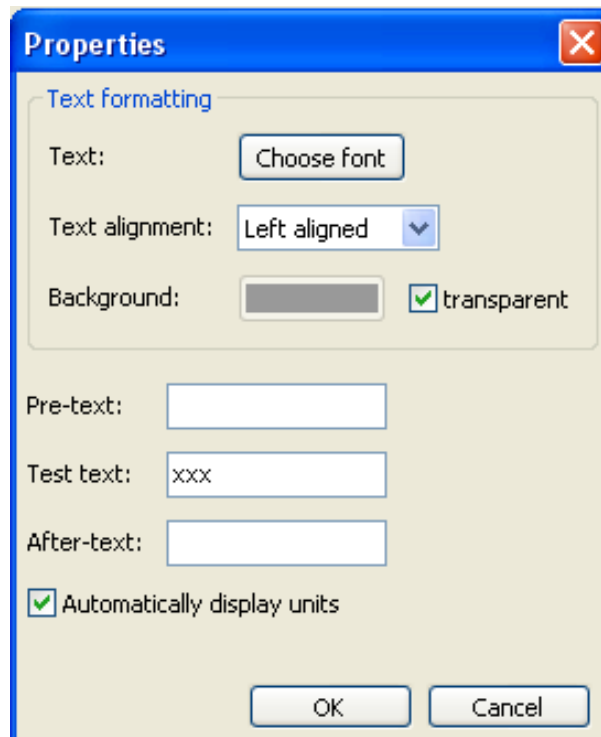 Properties
Text formatting
Text: Choose font
Text alignment: Left aligned
Background: transparent
Pre-text:
Test text: xxx
After-text:
Automatically display units
OK Cancel